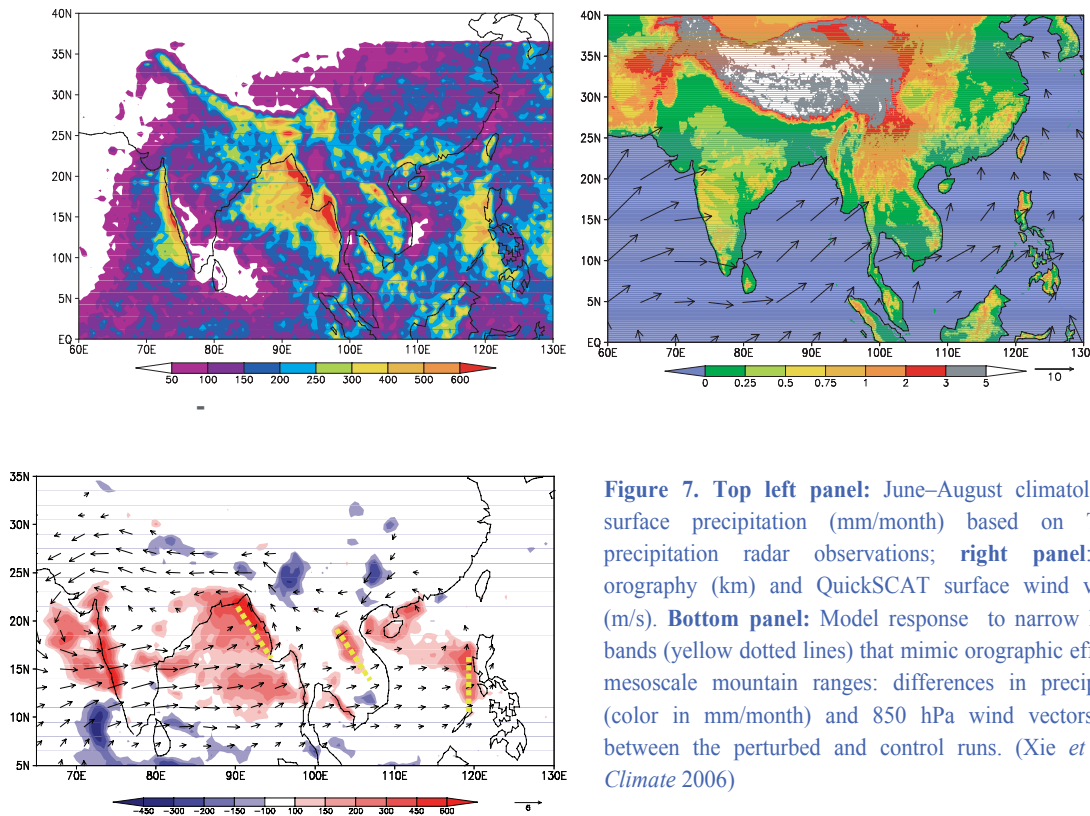 40N
35N
30N
25N
20N
15N
10N
5N
EQ
60E 70E 80E 90E 100E 110E 120E 130E
50 100 150 200 250 300 400 500 600
40N
35N
30N
25N
20N
15N
10N
5N
EQ
60E 70E 80E 90E 100E 110E 120E 130
0 0.25 0.5 0.75 1 2 3 5
10
35N
30N
25N
20N
15N
10N
5N
70E 80E 90E 100E 110E 120E 130E
-450 -300 -200 -150 -100 100 150 200 300 450 600
6
Figure 7. Top left panel: June–August climatol
surface precipitation (mm/month) based on T
precipitation radar observations; right panel:
orography (km) and QuickSCAT surface wind v
(m/s). Bottom panel: Model response to narrow
bands (yellow dotted lines) that mimic orographic eff
mesoscale mountain ranges: differences in precip
(color in mm/month) and 850 hPa wind vectors
between the perturbed and control runs. (Xie et
Climate 2006)